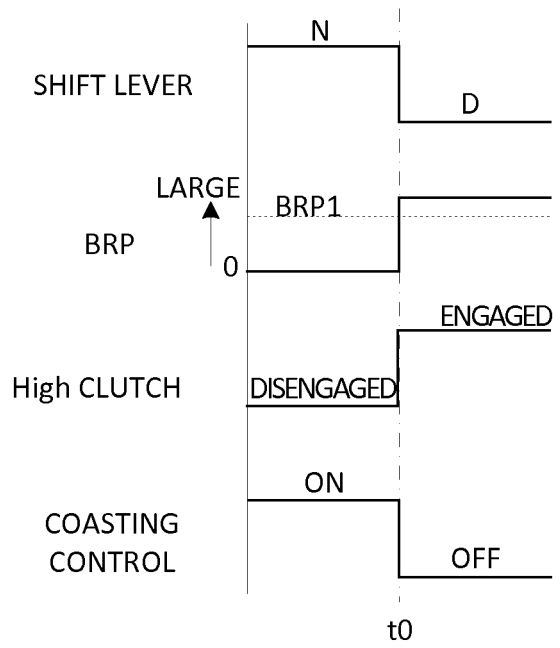 N
SHIFT LEVER
D
LARGE
BRP1
BRP
0
ENGAGED
High CLUTCH
DISENGAGED
ON
COASTING
CONTROL
OFF
t0